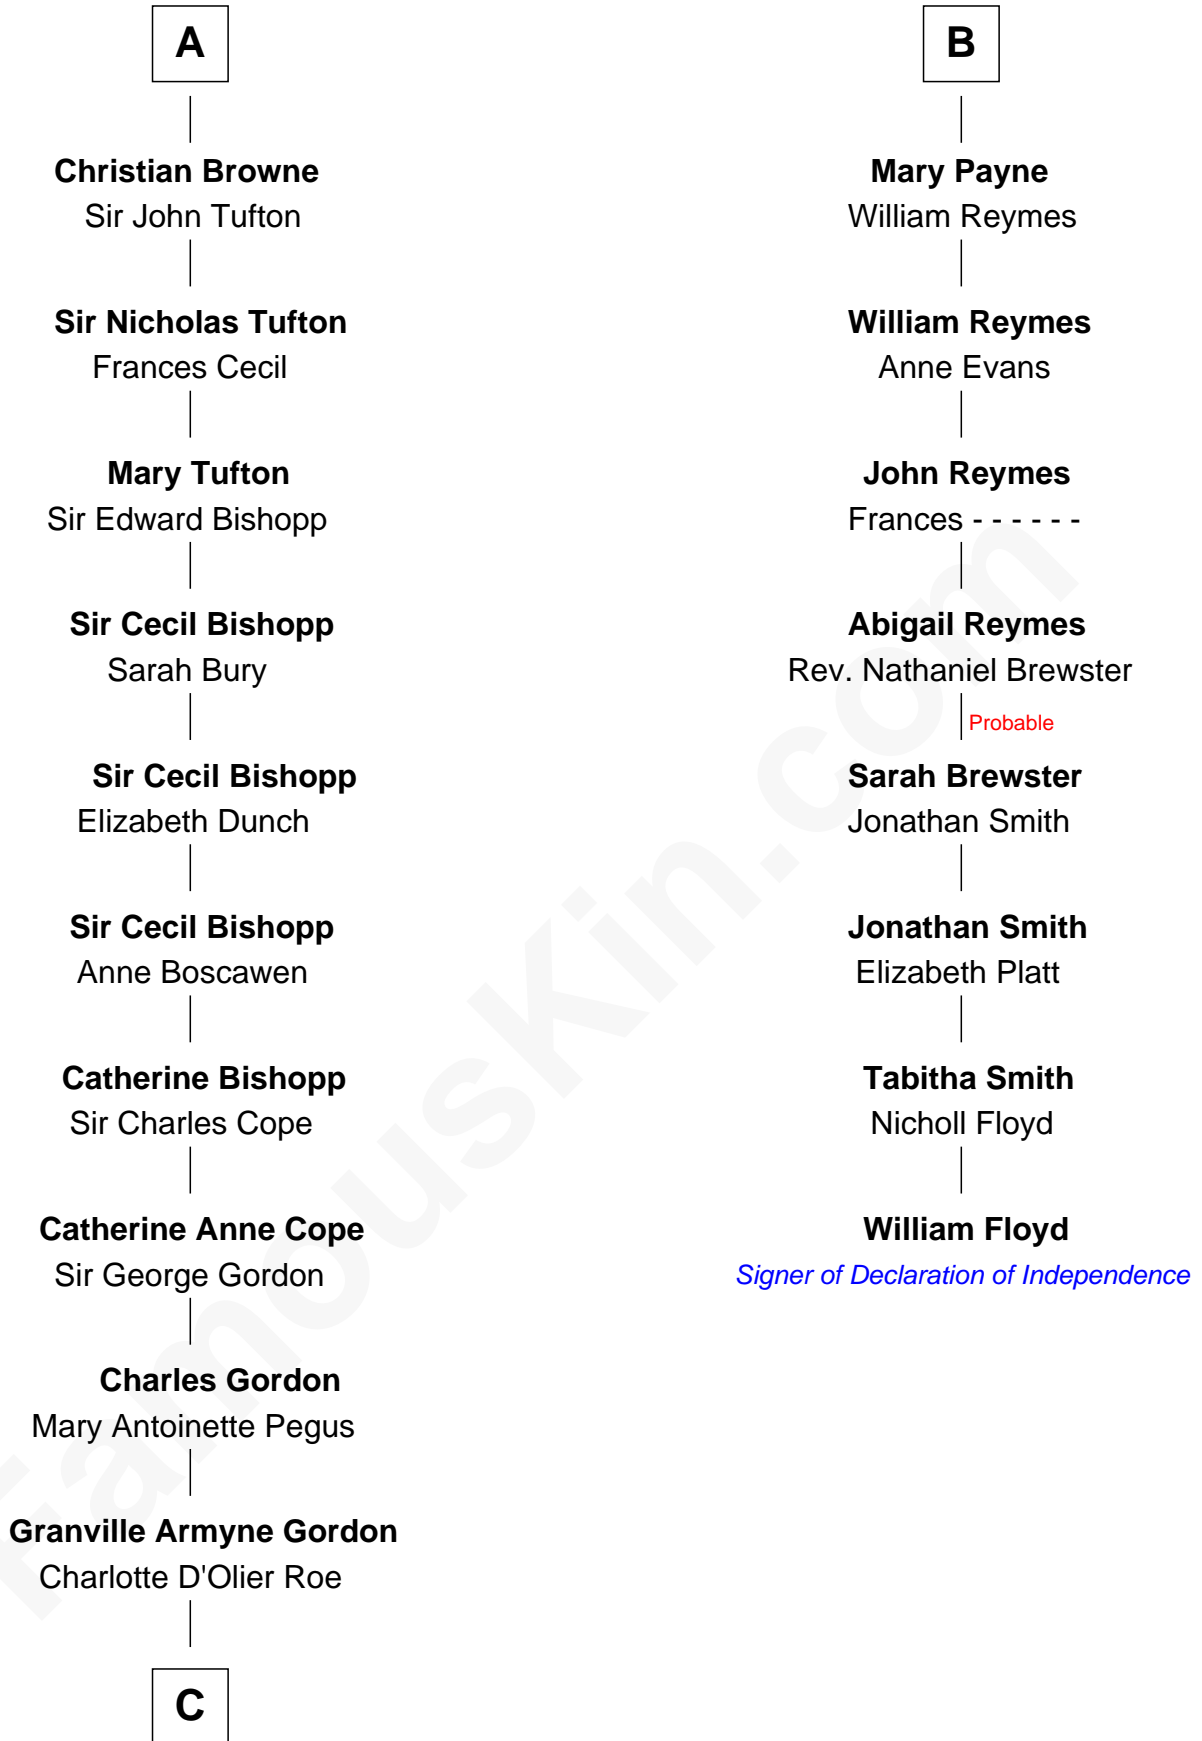 A
Christian Browne
Sir John Tufton
Sir Nicholas Tufton
Frances Cecil
Mary Tufton
Sir Edward Bishopp
Sir Cecil Bishopp
Sarah Bury
Sir Cecil Bishopp
Elizabeth Dunch
Sir Cecil Bishopp
Anne Boscawen
Catherine Bishopp
Sir Charles Cope
Catherine Anne Cope
Sir George Gordon
Charles Gordon
Mary Antoinette Pegus
Granville Armyne Gordon
Charlotte D'Olier Roe
C
B
Mary Payne
William Reymes
William Reymes
Anne Evans
John Reymes
Frances - - - - - -
Abigail Reymes
Rev. Nathaniel Brewster
Probable
Sarah Brewster
Jonathan Smith
Jonathan Smith
Elizabeth Platt
Tabitha Smith
Nicholl Floyd
William Floyd
Signer of Declaration of Independence
FamousKin.com